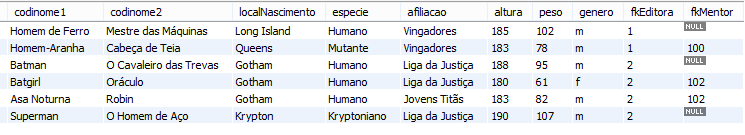 codinome1 codinome2 localNascimento especie afiliacao altura peso genero fkEditora fkMentor
Homem de Ferro Mestre das Máquinas Long Island Humano Vingadores 185 102 m 1 NULL
Homem-Aranha Cabeça de Teia Queens Mutante Vingadores 183 78 m 1 100
Batman O Cavaleiro das Trevas Gotham Humano Liga da Justiça 188 95 m 2 NULL
Batgirl Oráculo Gotham Humano Liga da Justiça 180 61 f 2 102
Asa Noturna Robin Gotham Humano Jovens Titãs 183 82 m 2 102
Superman O Homem de Aço Krypton Kryptoniano Liga da Justiça 190 107 m 2 NULL